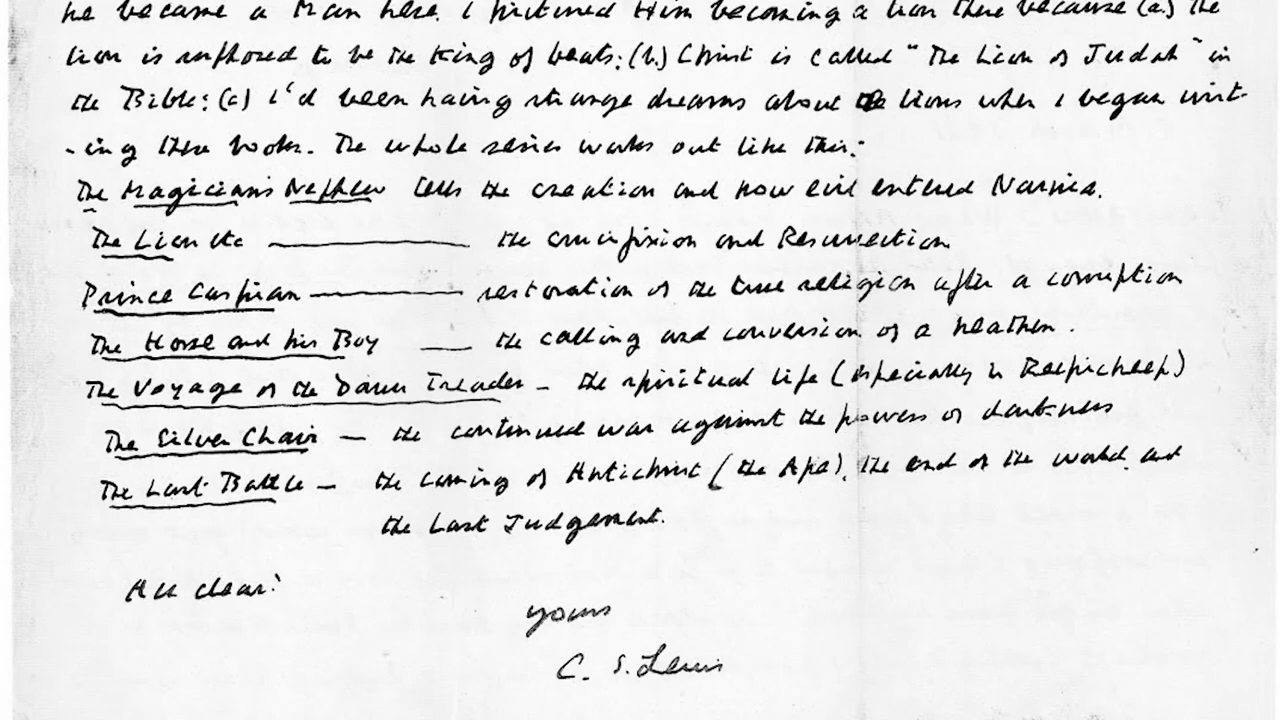 he became a Man here. I pictured Him becoming a lion there because (a.) The
lion is supposed to be the King of beats: (b.) Christ is called "The Lion of Judah" in
the Bible: (c) I'd been having strange dreams about lions when I began writ-
-ing these books. The whole series works out like this:
The Magician's Nephew tells the creation and how evil entered Narnia.
The Lion etc ——— the crucifixion and Resurrection
Prince Caspian ——— restoration of the true religion after a corruption
The Horse and his Boy —— the calling and conversion of a heathen.
The Voyage of the Dawn Treader – the spiritual life (especially in Reepicheep)
The Silver Chair – the continued war against the powers of darkness
The Last Battle – the coming of Antichrist (the Ape), the end of the world, and
the Last Judgement.
All clear?
yours
C. S. Lewis